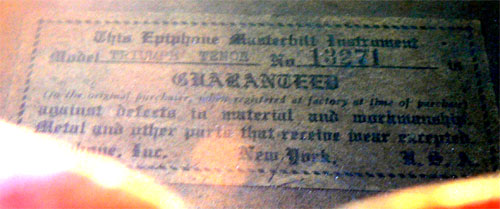 This Epiphone Masterbilt Instrument
Model TRIUMPH TENOR No 13271 is
GUARANTEED
(to the original purchaser, when registered at factory at time of purchase)
against defects in material and workmanship.
Metal and other parts that receive wear excepted
Inc. New York, U. S. A